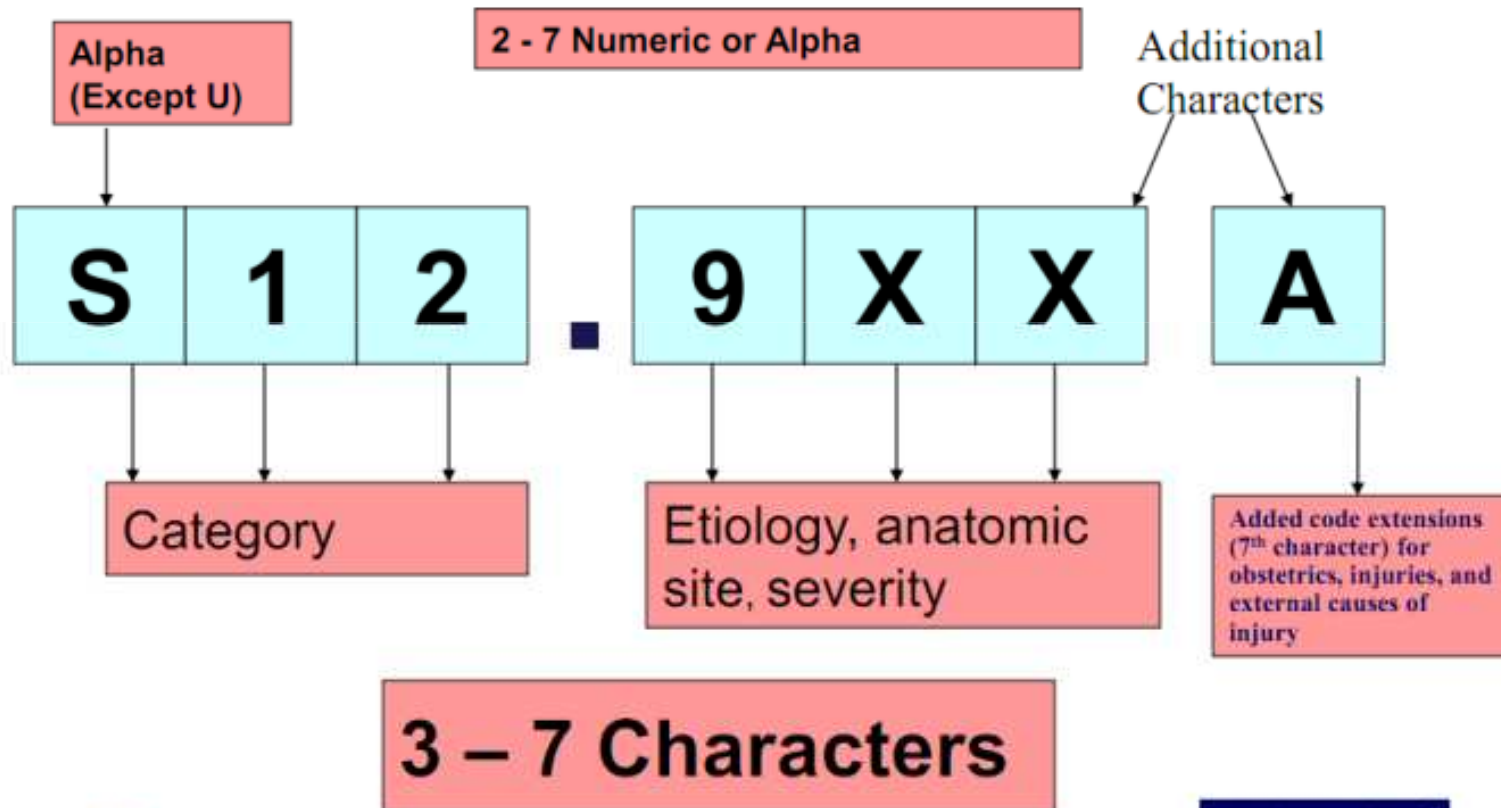 Alpha
(Except U)
2 - 7 Numeric or Alpha
Additional
Characters
S 1 2 . 9 X X A
Category
Etiology, anatomic
site, severity
Added code extensions
(7th character) for
obstetrics, injuries, and
external causes of
injury
3 – 7 Characters